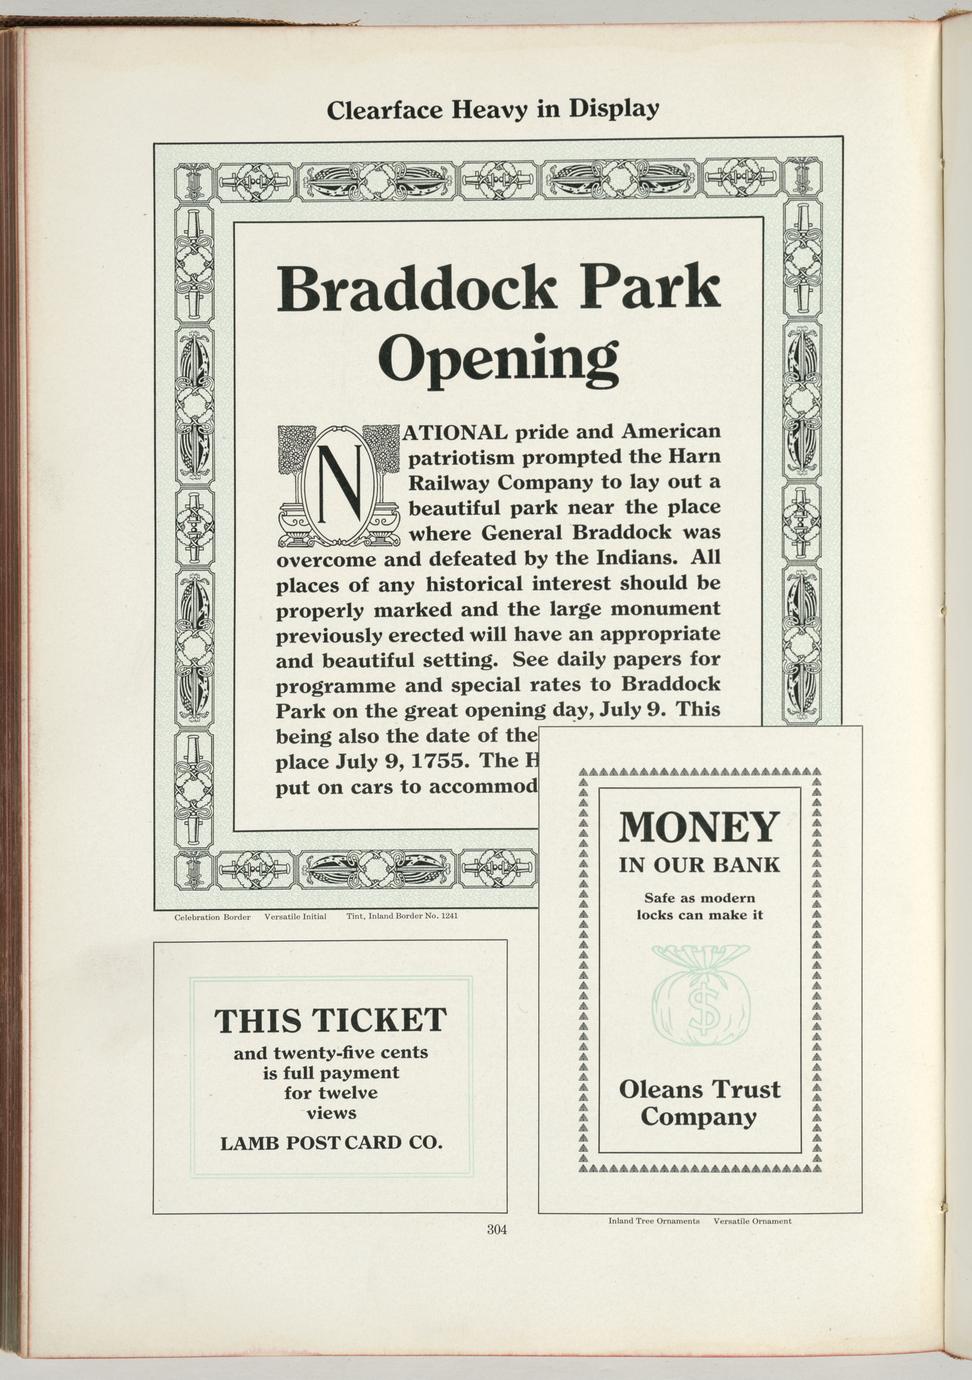 Clearface Heavy in Display
Braddock Park
Opening
NATIONAL pride and American
patriotism prompted the Harn
Railway Company to lay out a
beautiful park near the place
where General Braddock was
overcome and defeated by the Indians. All
places of any historical interest should be
properly marked and the large monument
previously erected will have an appropriate
and beautiful setting. See daily papers for
programme and special rates to Braddock
Park on the great opening day, July 9. This
being also the date of the
place July 9, 1755. The H
put on cars to accommod
Celebration Border Versatile Initial Tint, Inland Border No. 1241
THIS TICKET
and twenty-five cents
is full payment
for twelve
views
LAMB POST CARD CO.
MONEY
IN OUR BANK
Safe as modern
locks can make it
$
Oleans Trust
Company
Inland Tree Ornaments Versatile Ornament
304